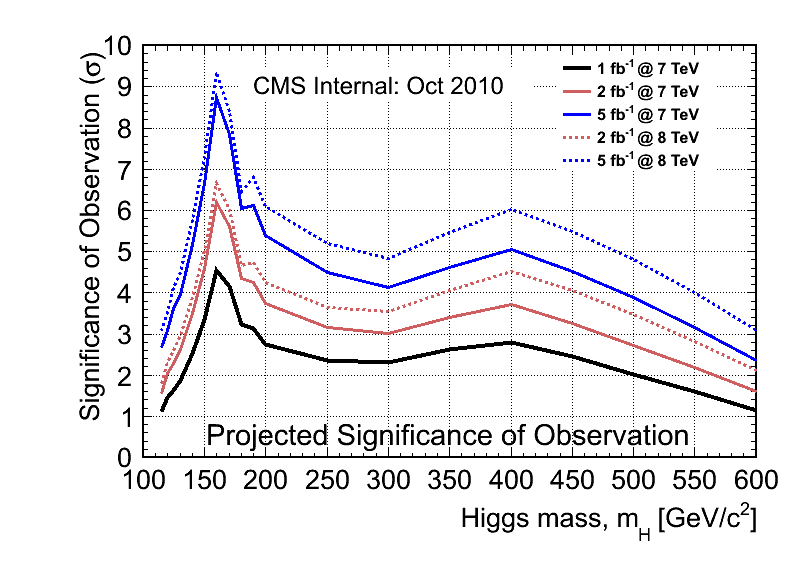 10
9
8
7
6
5
4
3
2
1
0
Significance of Observation (σ)
CMS Internal: Oct 2010
1 fb⁻¹ @ 7 TeV
2 fb⁻¹ @ 7 TeV
5 fb⁻¹ @ 7 TeV
2 fb⁻¹ @ 8 TeV
5 fb⁻¹ @ 8 TeV
Projected Significance of Observation
100 150 200 250 300 350 400 450 500 550 600
Higgs mass, m_H [GeV/c²]